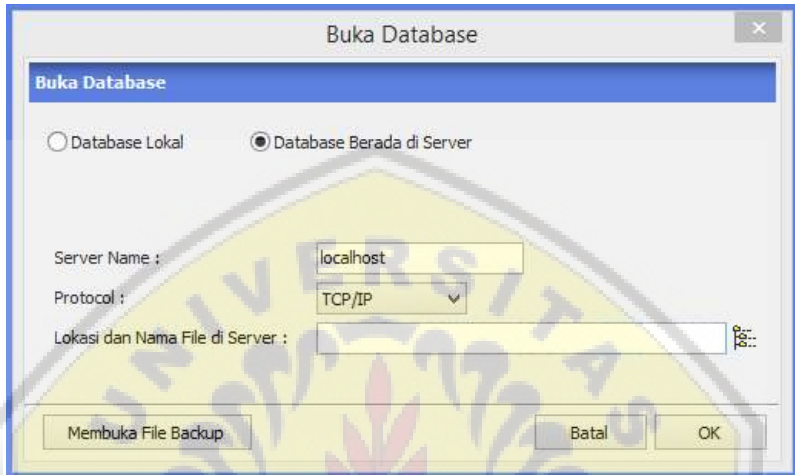 Buka Database
Buka Database
Database Lokal
Database Berada di Server
Server Name :
localhost
Protocol :
TCP/IP
Lokasi dan Nama File di Server :
Membuka File Backup
Batal
OK
UNIVERSITAS